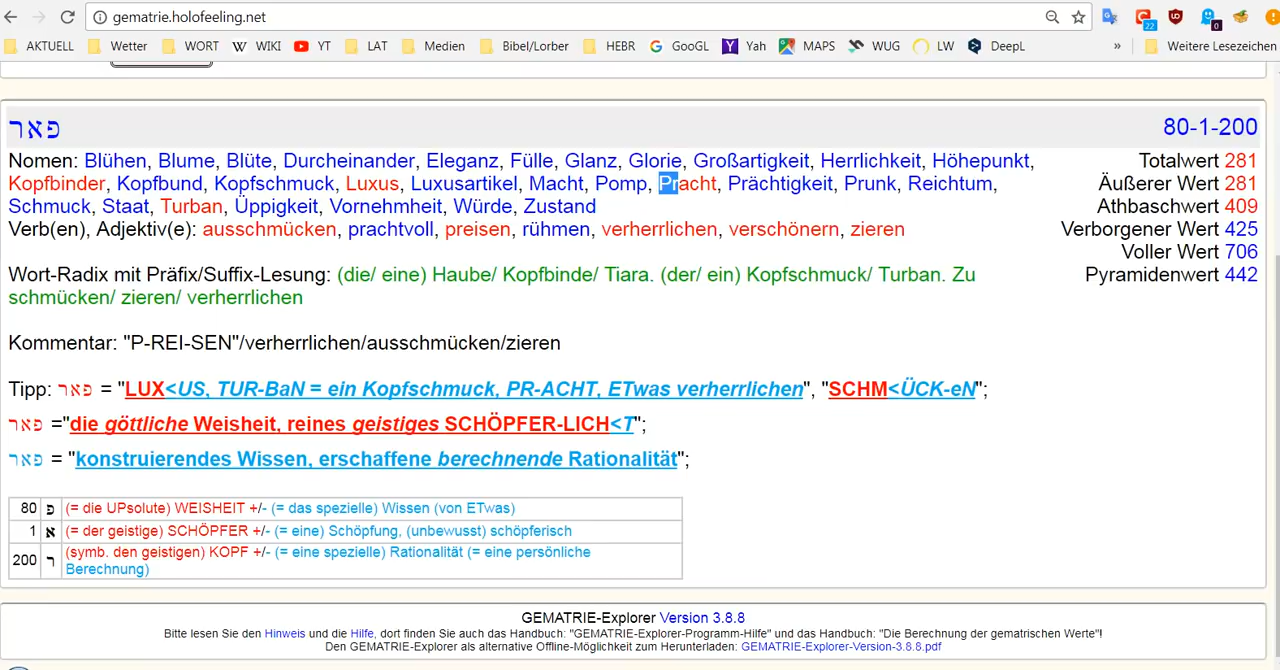 gematrie.holofeeling.net
AKTUELL Wetter WORT WIKI YT LAT Medien Bibel/Lorber HEBR GooGL Yah MAPS WUG LW DeepL » Weitere Lesezeichen
פאר 80-1-200
Nomen: Blühen, Blume, Blüte, Durcheinander, Eleganz, Fülle, Glanz, Glorie, Großartigkeit, Herrlichkeit, Höhepunkt, Totalwert 281
Kopfbinder, Kopfbund, Kopfschmuck, Luxus, Luxusartikel, Macht, Pomp, Pracht, Prächtigkeit, Prunk, Reichtum, Äußerer Wert 281
Schmuck, Staat, Turban, Üppigkeit, Vornehmheit, Würde, Zustand Athbaschwert 409
Verb(en), Adjektiv(e): ausschmücken, prachtvoll, preisen, rühmen, verherrlichen, verschönern, zieren Verborgener Wert 425
Voller Wert 706
Wort-Radix mit Präfix/Suffix-Lesung: (die/ eine) Haube/ Kopfbinde/ Tiara. (der/ ein) Kopfschmuck/ Turban. Zu Pyramidenwert 442
schmücken/ zieren/ verherrlichen
Kommentar: "P-REI-SEN"/verherrlichen/ausschmücken/zieren
Tipp: פאר = "LUX<US, TUR-BaN = ein Kopfschmuck, PR-ACHT, ETwas verherrlichen", "SCHM<ÜCK-eN";
פאר ="die göttliche Weisheit, reines geistiges SCHÖPFER-LICH<T";
פאר = "konstruierendes Wissen, erschaffene berechnende Rationalität";
80 פ (= die UPsolute) WEISHEIT +/- (= das spezielle) Wissen (von ETwas)
1 א (= der geistige) SCHÖPFER +/- (= eine) Schöpfung, (unbewusst) schöpferisch
200 ר (symb. den geistigen) KOPF +/- (= eine spezielle) Rationalität (= eine persönliche
Berechnung)
GEMATRIE-Explorer Version 3.8.8
Bitte lesen Sie den Hinweis und die Hilfe, dort finden Sie auch das Handbuch: "GEMATRIE-Explorer-Programm-Hilfe" und das Handbuch: "Die Berechnung der gematrischen Werte"!
Den GEMATRIE-Explorer als alternative Offline-Möglichkeit zum Herunterladen: GEMATRIE-Explorer-Version-3.8.8.pdf